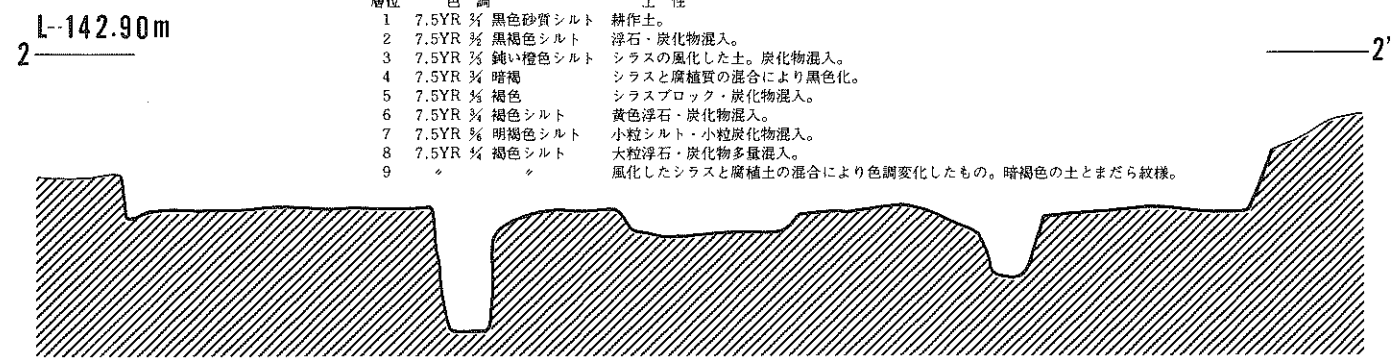 層位 色調 土性
L--142.90m
1 7.5YR 2/1 黒色砂質シルト 耕作土。
2 7.5YR 3/2 黒褐色シルト 浮石・炭化物混入。
2 2'
3 7.5YR 7/3 鈍い橙色シルト シラスの風化した土。炭化物混入。
4 7.5YR 3/4 暗褐 シラスと腐植質の混合により黒色化。
5 7.5YR 4/3 褐色 シラスブロック・炭化物混入。
6 7.5YR 褐色シルト 黄色浮石・炭化物混入。
7 7.5YR 5/6 明褐色シルト 小粒シルト・小粒炭化物混入。
8 7.5YR 4/4 褐色シルト 大粒浮石・炭化物多量混入。
9 〃 〃 風化したシラスと腐植土の混合により色調変化したもの。暗褐色の土とまだら紋様。